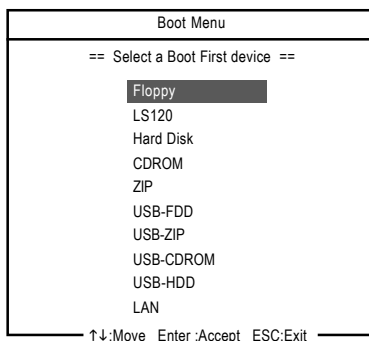 Boot Menu
== Select a Boot First device ==
Floppy
LS120
Hard Disk
CDROM
ZIP
USB-FDD
USB-ZIP
USB-CDROM
USB-HDD
LAN
↑↓:Move Enter :Accept ESC:Exit